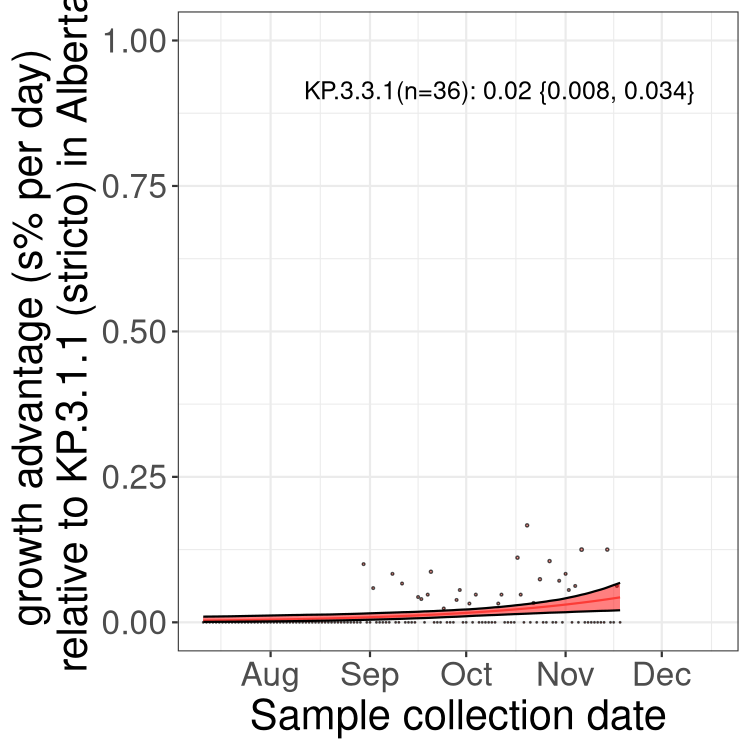 growth advantage (s% per day)
relative to KP.3.1.1 (stricto) in Alberta
1.00
0.75
0.50
0.25
0.00
KP.3.3.1(n=36): 0.02 {0.008, 0.034}
Aug Sep Oct Nov Dec
Sample collection date